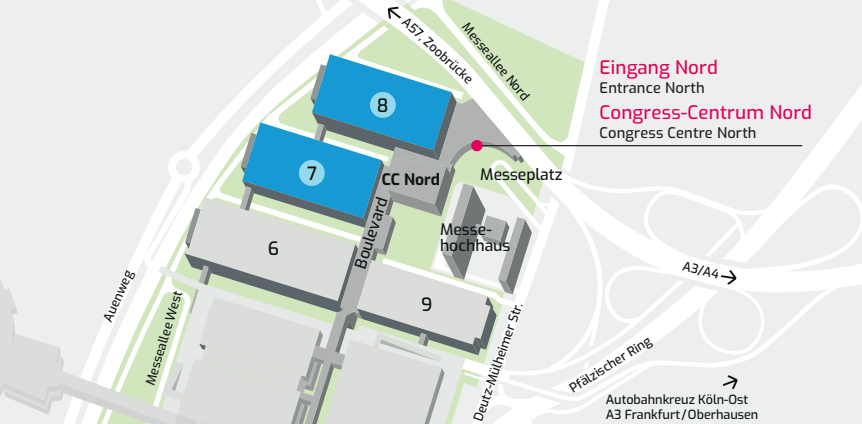 A57, Zoobrücke
Messeallee Nord
Eingang Nord
Entrance North
Congress-Centrum Nord
Congress Centre North
8
7
CC Nord
Messeplatz
Messe-
hochhaus
Boulevard
6
9
A3/A4
Auenweg
Messeallee West
Deutz-Mülheimer Str.
Pfälzischer Ring
Autobahnkreuz Köln-Ost
A3 Frankfurt/Oberhausen